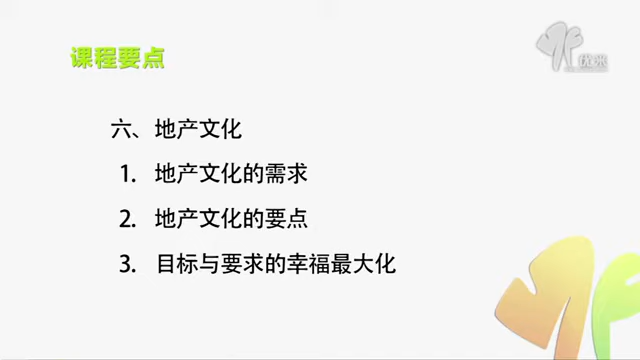 课程要点
优米
六、地产文化
1. 地产文化的需求
2. 地产文化的要点
3. 目标与要求的幸福最大化